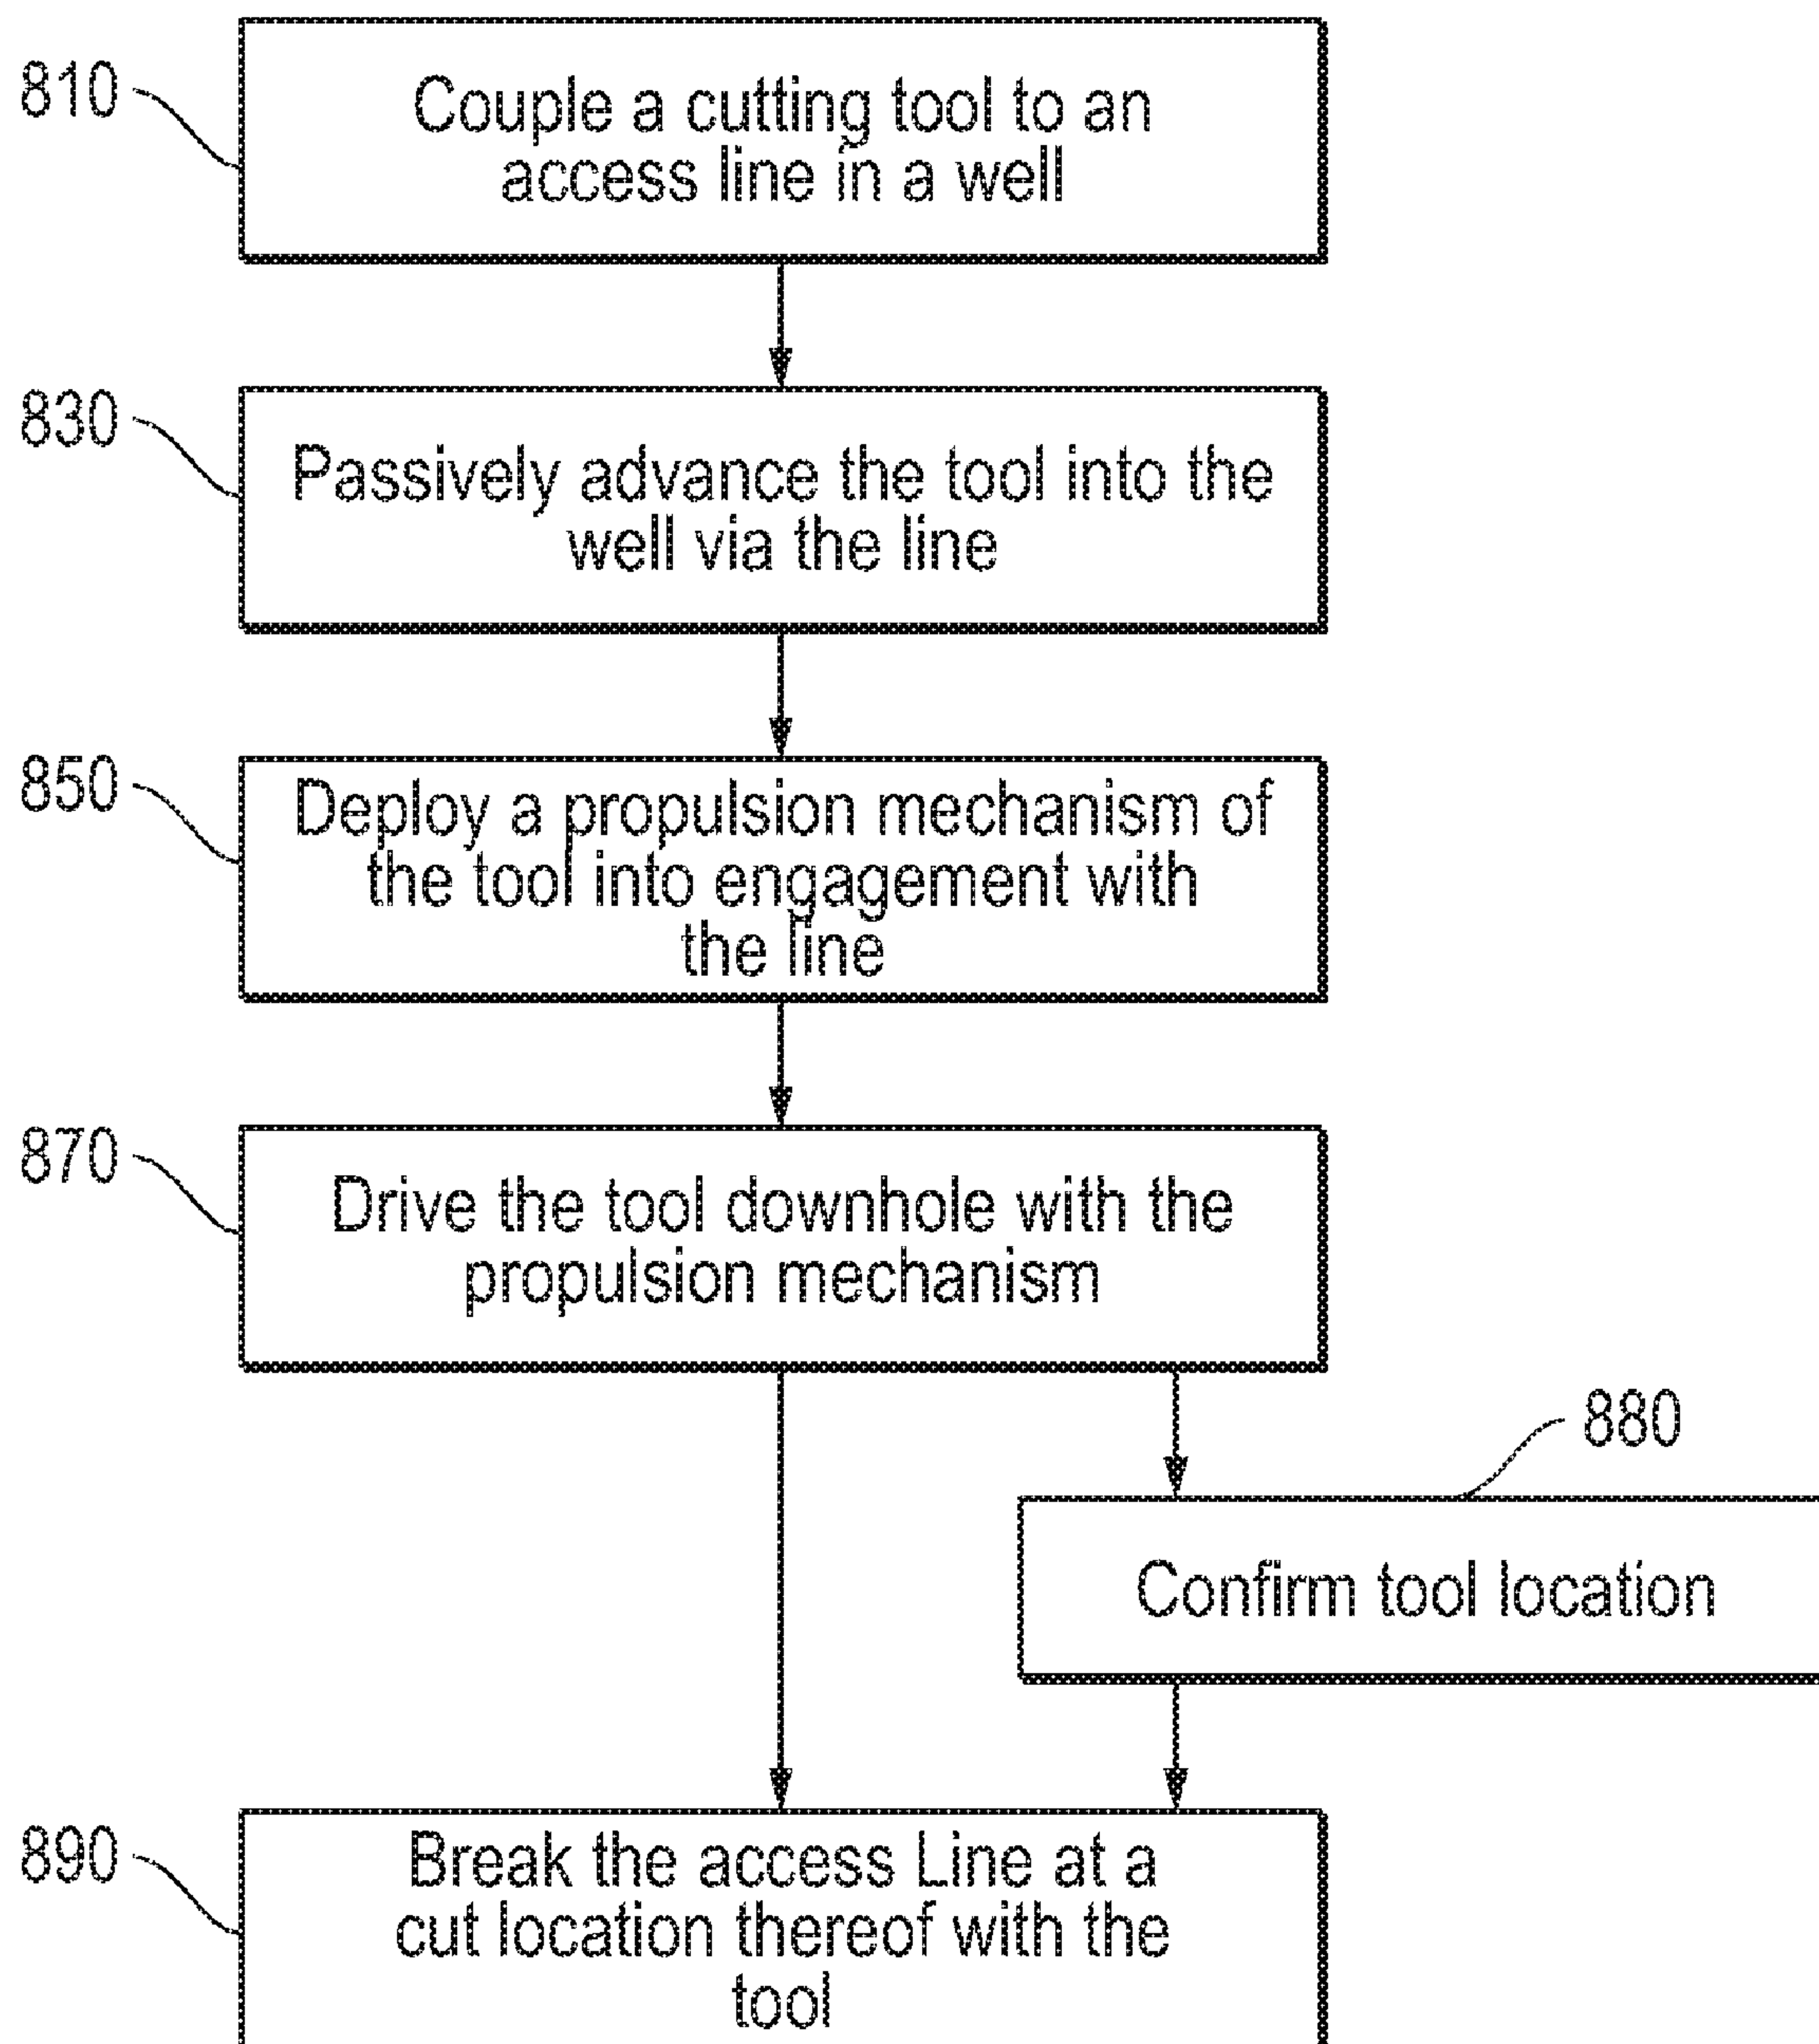 810
Couple a cutting tool to an
access line in a well
830
Passively advance the tool into the
well via the line
850
Deploy a propulsion mechanism of
the tool into engagement with
the line
870
Drive the tool downhole with the
propulsion mechanism
880
Confirm tool location
890
Break the access Line at a
cut location thereof with the
tool